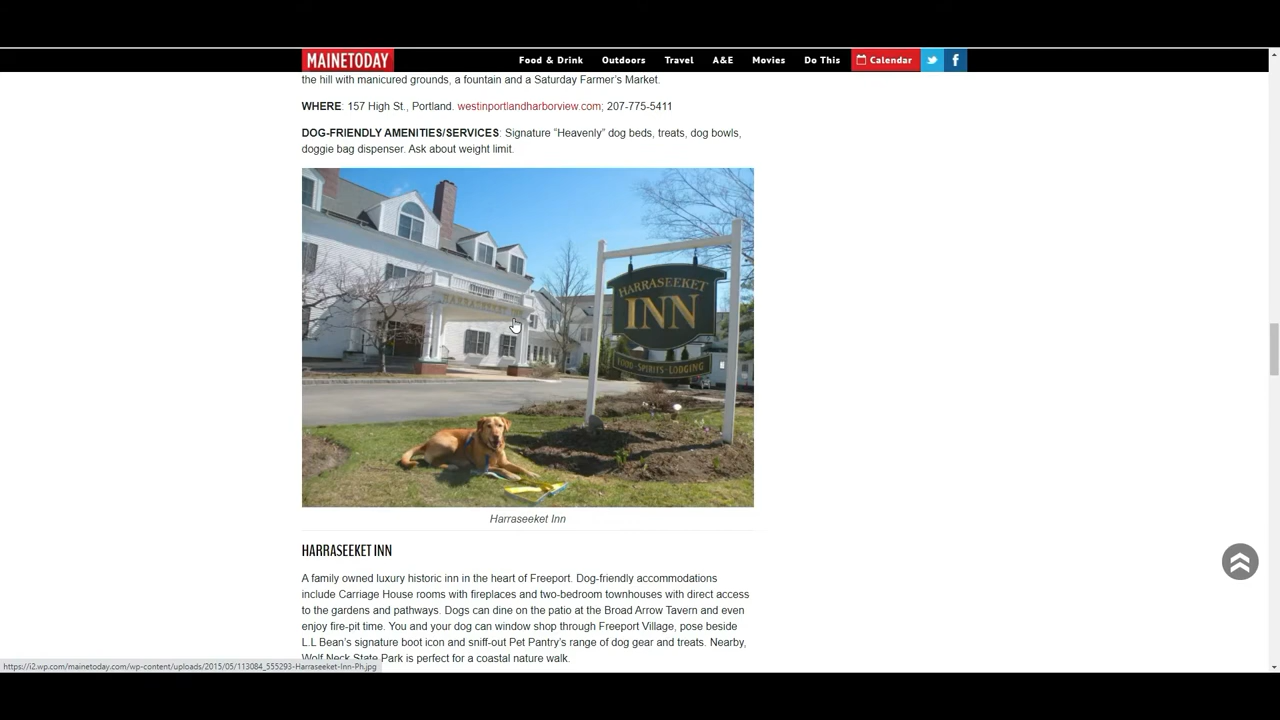 MAINETODAY
Food & Drink Outdoors Travel A&E Movies Do This Calendar
the hill with manicured grounds, a fountain and a Saturday Farmer's Market.
WHERE: 157 High St., Portland. westinportlandharborview.com; 207-775-5411
DOG-FRIENDLY AMENITIES/SERVICES: Signature “Heavenly” dog beds, treats, dog bowls,
doggie bag dispenser. Ask about weight limit.
HARRASEEKET INN
HARRASEEKET
INN
FOOD-SPIRITS-LODGING
Harraseeket Inn
HARRASEEKET INN
A family owned luxury historic inn in the heart of Freeport. Dog-friendly accommodations
include Carriage House rooms with fireplaces and two-bedroom townhouses with direct access
to the gardens and pathways. Dogs can dine on the patio at the Broad Arrow Tavern and even
enjoy fire-pit time. You and your dog can window shop through Freeport Village, pose beside
L.L Bean's signature boot icon and sniff-out Pet Pantry's range of dog gear and treats. Nearby,
Wolf Neck State Park is perfect for a coastal nature walk.
https://i2.wp.com/mainetoday.com/wp-content/uploads/2015/05/113084_555293-Harraseeket-Inn-Ph.jpg